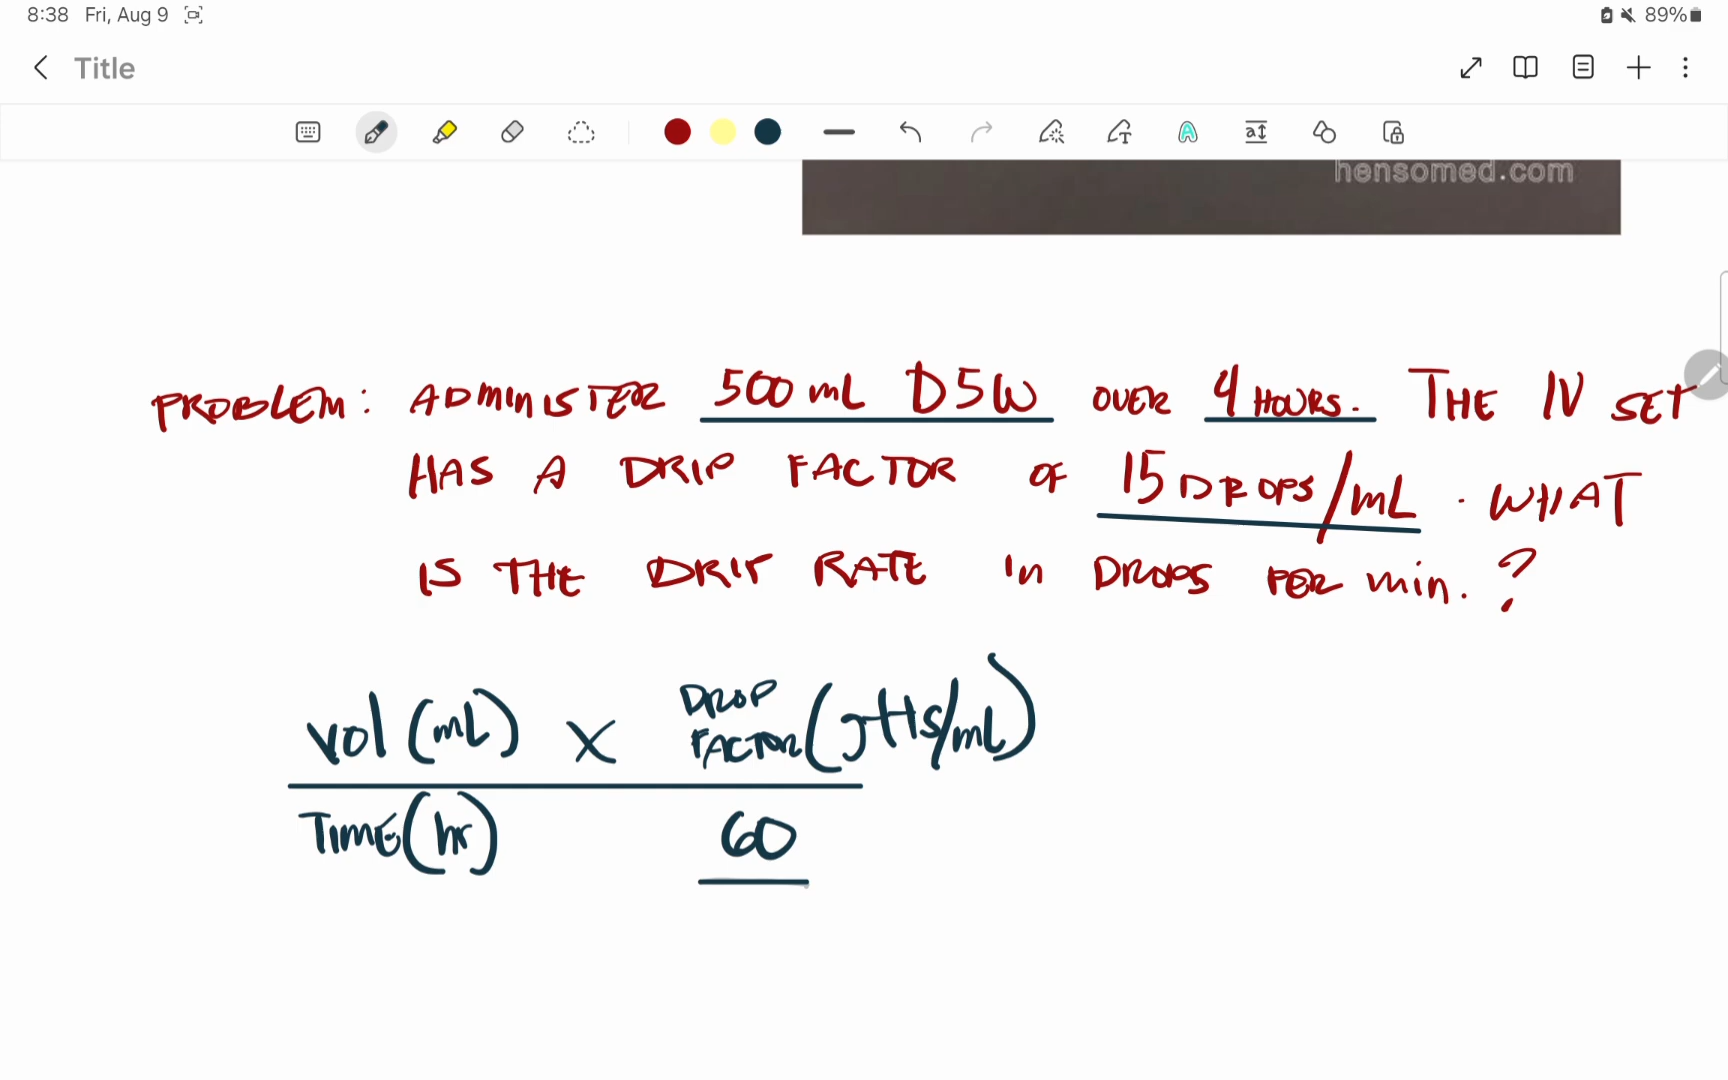 8:38 Fri, Aug 9 89%
Title
hensomed.com
PROBLEM: ADMINISTER 500 mL D5W OVER 4 HOURS. THE IV SET
HAS A DRIP FACTOR OF 15 DROPS/mL. WHAT
IS THE DRIP RATE in DROPS PER min.?
Vol (mL) X DROP FACTOR (gtts/mL)
TIME (hr) 60